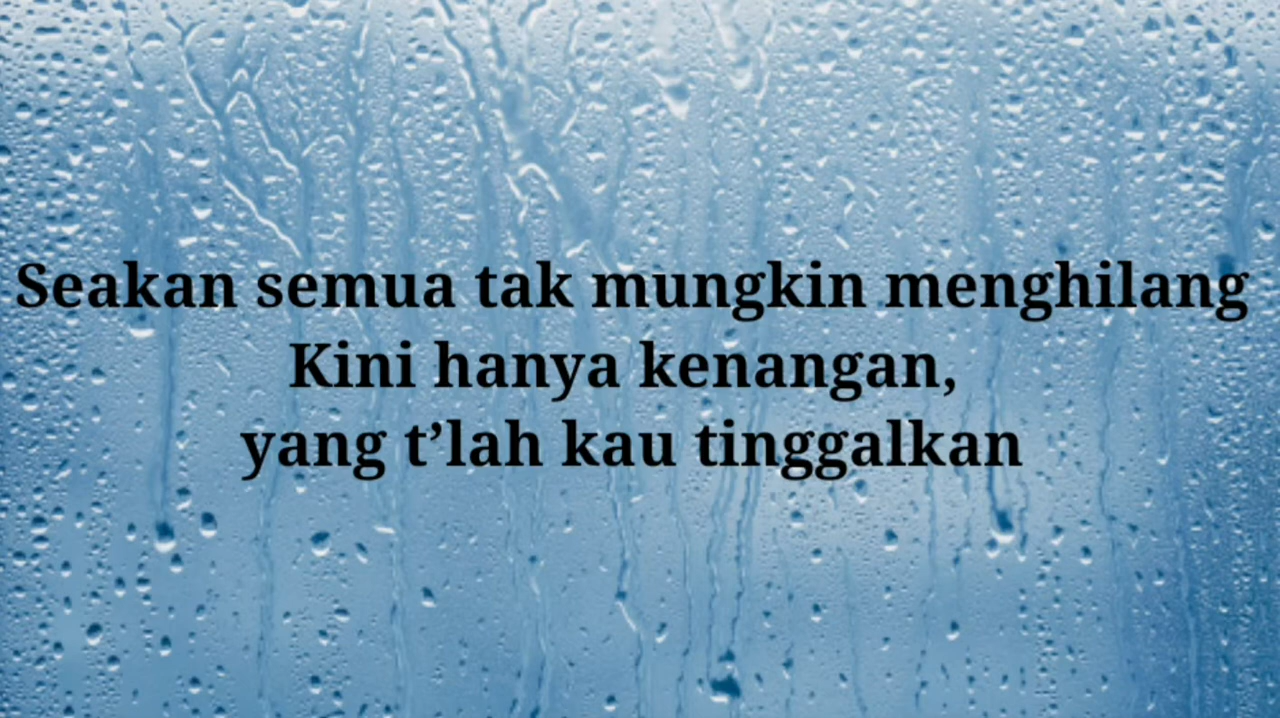 Seakan semua tak mungkin menghilang
Kini hanya kenangan,
yang t’lah kau tinggalkan